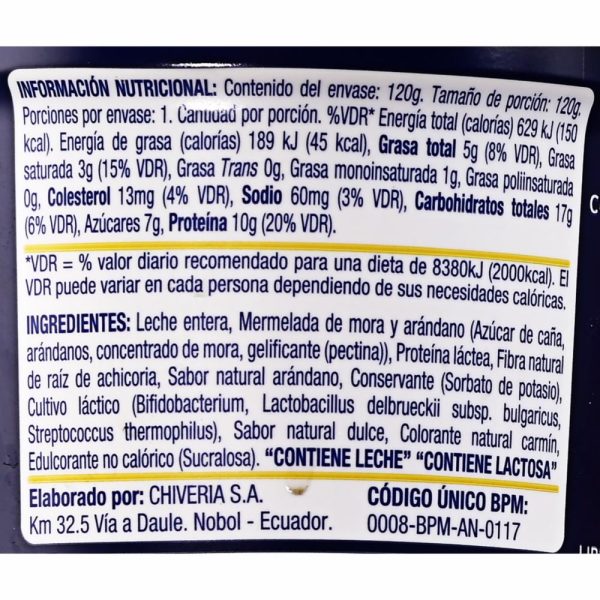 INFORMACIÓN NUTRICIONAL: Contenido del envase: 120g. Tamaño de porción: 120g.
Porciones por envase: 1. Cantidad por porción. %VDR* Energía total (calorías) 629 kJ (150
kcal). Energía de grasa (calorías) 189 kJ (45 kcal), Grasa total 5g (8% VDR), Grasa
saturada 3g (15% VDR), Grasa Trans 0g, Grasa monoinsaturada 1g, Grasa poliinsaturada
0g, Colesterol 13mg (4% VDR), Sodio 60mg (3% VDR), Carbohidratos totales 17g
(6% VDR), Azúcares 7g, Proteína 10g (20% VDR).
*VDR = % valor diario recomendado para una dieta de 8380kJ (2000kcal). El
VDR puede variar en cada persona dependiendo de sus necesidades calóricas.
INGREDIENTES: Leche entera, Mermelada de mora y arándano (Azúcar de caña,
arándanos, concentrado de mora, gelificante (pectina)), Proteína láctea, Fibra natural
de raíz de achicoria, Sabor natural arándano, Conservante (Sorbato de potasio),
Cultivo láctico (Bifidobacterium, Lactobacillus delbrueckii subsp. bulgaricus,
Streptococcus thermophilus), Sabor natural dulce, Colorante natural carmín,
Edulcorante no calórico (Sucralosa). "CONTIENE LECHE" "CONTIENE LACTOSA"
Elaborado por: CHIVERIA S.A.
Km 32.5 Vía a Daule. Nobol - Ecuador.
CÓDIGO ÚNICO BPM:
0008-BPM-AN-0117